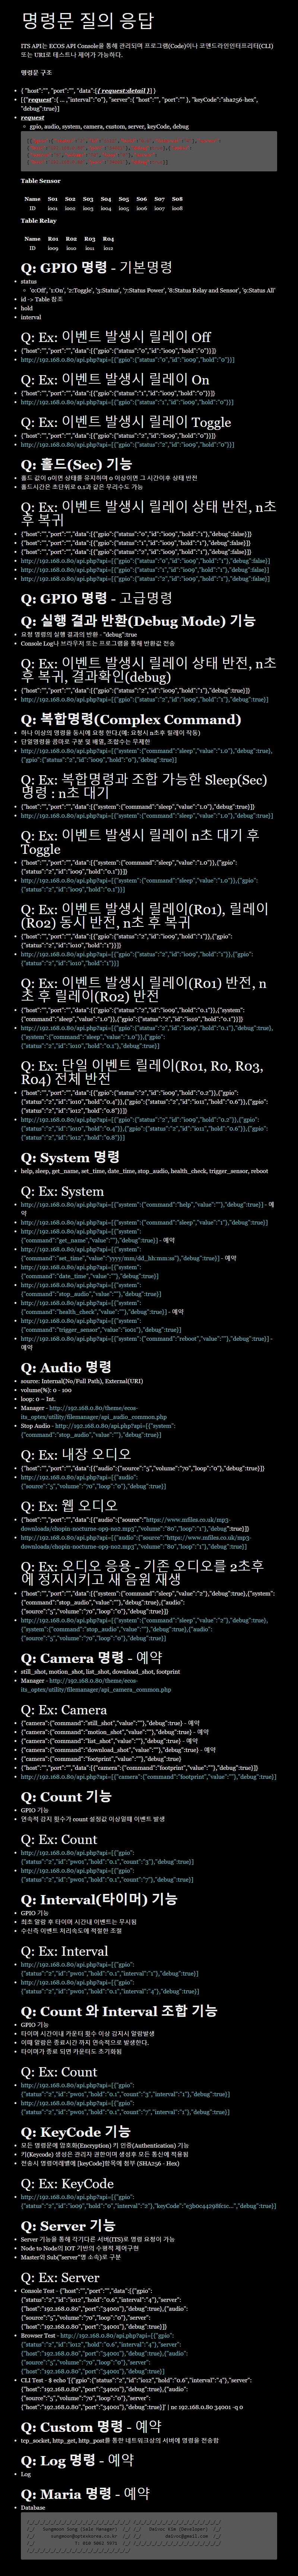 명령문 질의 응답
ITS API는 ECOS API Console을 통해 관리되며 프로그램(Code)이나 코맨드라인인터프리터(CLI)
또는 URI로 테스트나 제어가 가능하다.
명령문 구조
{ "host":"", "port":"", "data":[{ request:detail }] }
[{"request":{ ... ,"interval":"0"}, "server":{ "host":"", "port":"" }, "keyCode":"sha256-hex",
"debug":true}]
request
gpio, audio, system, camera, custom, server, keyCode, debug
Table Sensor
Name S01 S02 S03 S04 S05 S06 S07 S08
ID io01 io02 io03 io04 io05 io06 io07 io08
Table Relay
Name R01 R02 R03 R04
ID io09 io10 io11 io12
Q: GPIO 명령 - 기본명령
status
'0:Off', '1:On', '2:Toggle', '3:Status', '7:Status Power', '8:Status Relay and Sensor', '9:Status All'
id -> Table 참조
hold
interval
Q: Ex: 이벤트 발생시 릴레이 Off
{"host":"","port":"","data":[{"gpio":{"status":"0","id":"io09","hold":"0"}}]}
http://192.168.0.80/api.php?api=[{"gpio":{"status":"0","id":"io09","hold":"0"}}]
Q: Ex: 이벤트 발생시 릴레이 On
{"host":"","port":"","data":[{"gpio":{"status":"1","id":"io09","hold":"0"}}]}
http://192.168.0.80/api.php?api=[{"gpio":{"status":"1","id":"io09","hold":"0"}}]
Q: Ex: 이벤트 발생시 릴레이 Toggle
{"host":"","port":"","data":[{"gpio":{"status":"2","id":"io09","hold":"0"}}]}
http://192.168.0.80/api.php?api=[{"gpio":{"status":"2","id":"io09","hold":"0"}}]
Q: 홀드(Sec) 기능
홀드 값이 0이면 상태를 유지하며 0 이상이면 그 시간이후 상태 반전
홀드시간은 초단위로 0.1과 같은 무리수도 가능
Q: Ex: 이벤트 발생시 릴레이 상태 반전, n초
후 복귀
{"host":"","port":"","data":[{"gpio":{"status":"0","id":"io09","hold":"1"},"debug":false}]}
{"host":"","port":"","data":[{"gpio":{"status":"1","id":"io09","hold":"1"},"debug":false}]}
{"host":"","port":"","data":[{"gpio":{"status":"2","id":"io09","hold":"1"},"debug":false}]}
http://192.168.0.80/api.php?api=[{"gpio":{"status":"0","id":"io09","hold":"1"},"debug":false}]
http://192.168.0.80/api.php?api=[{"gpio":{"status":"1","id":"io09","hold":"1"},"debug":false}]
http://192.168.0.80/api.php?api=[{"gpio":{"status":"2","id":"io09","hold":"1"},"debug":false}]
Q: GPIO 명령 - 고급명령
Q: 실행 결과 반환(Debug Mode) 기능
요청 명령의 실행 결과의 반환 - "debug":true
Console Log나 브라우저 또는 프로그램을 통해 반환값 전송
Q: Ex: 이벤트 발생시 릴레이 상태 반전, n초
후 복귀, 결과확인(debug)
{"host":"","port":"","data":[{"gpio":{"status":"2","id":"io09","hold":"1"},"debug":true}]}
http://192.168.0.80/api.php?api=[{"gpio":{"status":"2","id":"io09","hold":"1"},"debug":true}]
Q: 복합명령(Complex Command)
하나 이상의 명령을 동시에 요청 한다.(예: 요청시 n초후 릴레이 작동)
단일명령을 콤마로 구분 및 배열, 조합수는 무제한
http://192.168.0.80/api.php?api=[{"system":{"command":"sleep","value":"1.0"},"debug":true},
{"gpio":{"status":"2","id":"io09","hold":"0"},"debug":true}]
Q: Ex: 복합명령과 조합 가능한 Sleep(Sec)
명령 : n초 대기
{"host":"","port":"","data":[{"system":{"command":"sleep","value":"1.0"},"debug":true}]}
http://192.168.0.80/api.php?api=[{"system":{"command":"sleep","value":"1.0"},"debug":true}]
Q: Ex: 이벤트 발생시 릴레이 n초 대기 후
Toggle
{"host":"","port":"","data":[{"system":{"command":"sleep","value":"1.0"}},{"gpio":
{"status":"2","id":"io09","hold":"0.1"}}]}
http://192.168.0.80/api.php?api=[{"system":{"command":"sleep","value":"1.0"}},{"gpio":
{"status":"2","id":"io09","hold":"0.1"}}]
Q: Ex: 이벤트 발생시 릴레이(R01), 릴레이
(R02) 동시 반전, n초 후 복귀
{"host":"","port":"","data":[{"gpio":{"status":"2","id":"io09","hold":"1"}},{"gpio":
{"status":"2","id":"io10","hold":"1"}}]}
http://192.168.0.80/api.php?api=[{"gpio":{"status":"2","id":"io09","hold":"1"}},{"gpio":
{"status":"2","id":"io10","hold":"1"}}]
Q: Ex: 이벤트 발생시 릴레이(R01) 반전, n
초 후 릴레이(R02) 반전
{"host":"","port":"","data":[{"gpio":{"status":"2","id":"io09","hold":"0.1"}},{"system":
{"command":"sleep","value":"1.0"}},{"gpio":{"status":"2","id":"io10","hold":"0.1"}}]}
http://192.168.0.80/api.php?api=[{"gpio":{"status":"2","id":"io09","hold":"0.1"},"debug":true},
{"system":{"command":"sleep","value":"1.0"}},{"gpio":
{"status":"2","id":"io10","hold":"0.1"},"debug":true}]
Q: Ex: 단일 이벤트 릴레이(R01, R0, R03,
R04) 전체 반전
{"host":"","port":"","data":[{"gpio":{"status":"2","id":"io09","hold":"0.2"}},{"gpio":
{"status":"2","id":"io10","hold":"0.4"}},{"gpio":{"status":"2","id":"io11","hold":"0.6"}},{"gpio":
{"status":"2","id":"io12","hold":"0.8"}}]}
http://192.168.0.80/api.php?api=[{"gpio":{"status":"2","id":"io09","hold":"0.2"}},{"gpio":
{"status":"2","id":"io10","hold":"0.4"}},{"gpio":{"status":"2","id":"io11","hold":"0.6"}},{"gpio":
{"status":"2","id":"io12","hold":"0.8"}}]
Q: System 명령
help, sleep, get_name, set_time, date_time, stop_audio, health_check, trigger_sensor, reboot
Q: Ex: System
http://192.168.0.80/api.php?api=[{"system":{"command":"help","value":""},"debug":true}] - 예
약
http://192.168.0.80/api.php?api=[{"system":{"command":"sleep","value":"1"},"debug":true}]
http://192.168.0.80/api.php?api=[{"system":
{"command":"get_name","value":""},"debug":true}] - 예약
http://192.168.0.80/api.php?api=[{"system":
{"command":"set_time","value":"yyyy/mm/dd_hh:mm:ss"},"debug":true}] - 예약
http://192.168.0.80/api.php?api=[{"system":
{"command":"date_time","value":""},"debug":true}]
http://192.168.0.80/api.php?api=[{"system":
{"command":"stop_audio","value":""},"debug":true}]
http://192.168.0.80/api.php?api=[{"system":
{"command":"health_check","value":""},"debug":true}] - 예약
http://192.168.0.80/api.php?api=[{"system":
{"command":"trigger_sensor","value":"io01"},"debug":true}]
http://192.168.0.80/api.php?api=[{"system":{"command":"reboot","value":""},"debug":true}] -
예약
Q: Audio 명령
source: Internal(No/Full Path), External(URI)
volume(%): 0 - 100
loop: 0 ~ Int.
Manager - http://192.168.0.80/theme/ecos-
its_optex/utility/filemanager/api_audio_common.php
Stop Audio - http://192.168.0.80/api.php?api=[{"system":
{"command":"stop_audio","value":""},"debug":true}]
Q: Ex: 내장 오디오
{"host":"","port":"","data":[{"audio":{"source":"5","volume":"70","loop":"0"},"debug":true}]}
http://192.168.0.80/api.php?api=[{"audio":
{"source":"5","volume":"70","loop":"0"},"debug":true}]
Q: Ex: 웹 오디오
{"host":"","port":"","data":[{"audio":{"source":"https://www.mfiles.co.uk/mp3-
downloads/chopin-nocturne-op9-no2.mp3","volume":"80","loop":"1"},"debug":true}]}
http://192.168.0.80/api.php?api=[{"audio":{"source":"https://www.mfiles.co.uk/mp3-
downloads/chopin-nocturne-op9-no2.mp3","volume":"80","loop":"1"},"debug":true}]
Q: Ex: 오디오 응용 - 기존 오디오를 2초후
에 정지시키고 새 음원 재생
{"host":"","port":"","data":[{"system":{"command":"sleep","value":"2"},"debug":true},{"system":
{"command":"stop_audio","value":""},"debug":true},{"audio":
{"source":"5","volume":"70","loop":"0"},"debug":true}]}
http://192.168.0.80/api.php?api=[{"system":{"command":"sleep","value":"2"},"debug":true},
{"system":{"command":"stop_audio","value":""},"debug":true},{"audio":
{"source":"5","volume":"70","loop":"0"},"debug":true}]
Q: Camera 명령 - 예약
still_shot, motion_shot, list_shot, download_shot, footprint
Manager - http://192.168.0.80/theme/ecos-
its_optex/utility/filemanager/api_camera_common.php
Q: Ex: Camera
{"camera":{"command":"still_shot","value":""},"debug":true - 예약
{"camera":{"command":"motion_shot","value":""},"debug":true - 예약
{"camera":{"command":"list_shot","value":""},"debug":true - 예약
{"camera":{"command":"download_shot","value":""},"debug":true - 예약
{"camera":{"command":"footprint","value":""},"debug":true
{"host":"","port":"","data":[{"camera":{"command":"footprint","value":""},"debug":true}]}
http://192.168.0.80/api.php?api=[{"camera":{"command":"footprint","value":""},"debug":true}]
Q: Count 기능
GPIO 기능
연속적 감지 횟수가 count 설정값 이상일때 이벤트 발생
Q: Ex: Count
http://192.168.0.80/api.php?api=[{"gpio":
{"status":"2","id":"pw01","hold":"0.1","count":"3"},"debug":true}]
http://192.168.0.80/api.php?api=[{"gpio":
{"status":"2","id":"pw01","hold":"0.1","count":"7"},"debug":true}]
Q: Interval(타이머) 기능
GPIO 기능
최초 알람 후 타이머 시간내 이벤트는 무시됨
수신측 이벤트 처리속도에 적절한 조절
Q: Ex: Interval
http://192.168.0.80/api.php?api=[{"gpio":
{"status":"2","id":"pw01","hold":"0.1","interval":"1"},"debug":true}]
http://192.168.0.80/api.php?api=[{"gpio":
{"status":"2","id":"pw01","hold":"0.1","interval":"4"},"debug":true}]
Q: Count 와 Interval 조합 기능
GPIO 기능
타이머 시간이내 카운터 횟수 이상 감지시 알람발생
이때 알람은 종료시간 까지 연속적으로 발생한다.
타이머가 종료 되면 카운터도 초기화됨
Q: Ex: Count
http://192.168.0.80/api.php?api=[{"gpio":
{"status":"2","id":"pw01","hold":"0.1","count":"3","interval":"1"},"debug":true}]
http://192.168.0.80/api.php?api=[{"gpio":
{"status":"2","id":"pw01","hold":"0.1","count":"7","interval":"1"},"debug":true}]
Q: KeyCode 기능
모든 명령문에 암호화(Encryption) 키 인증(Authentication) 기능
키(Keycode) 생성은 관리자 권한이며 생성후 모든 통신에 적용됨
전송시 명령어레벨에 [keyCode]항목에 첨부 (SHA256 - Hex)
Q: Ex: KeyCode
http://192.168.0.80/api.php?api=[{"gpio":
{"status":"2","id":"io09","hold":"0","interval":"2"},"keyCode":"e3b0c44298fc1c...","debug":true}]
Q: Server 기능
Server 기능을 통해 각기다른 서버(ITS)로 명령 요청이 가능
Node to Node의 IOT 기반의 수평적 제어구현
Master와 Sub("server"명 소속)로 구분
Q: Ex: Server
Console Test - {"host":"","port":"","data":[{"gpio":
{"status":"2","id":"io12","hold":"0.6","interval":"4"},"server":
{"host":"192.168.0.80","port":"34001"},"debug":true},{"audio":
{"source":"5","volume":"70","loop":"0"},"server":
{"host":"192.168.0.80","port":"34001"},"debug":true}]}
Browser Test - http://192.168.0.80/api.php?api=[{"gpio":
{"status":"2","id":"io12","hold":"0.6","interval":"4"},"server":
{"host":"192.168.0.80","port":"34001"},"debug":true},{"audio":
{"source":"5","volume":"70","loop":"0"},"server":
{"host":"192.168.0.80","port":"34001"},"debug":true}]
CLI Test - $ echo '[{"gpio":{"status":"2","id":"io12","hold":"0.6","interval":"4"},"server":
{"host":"192.168.0.80","port":"34001"},"debug":true},{"audio":
{"source":"5","volume":"70","loop":"0"},"server":
{"host":"192.168.0.80","port":"34001"},"debug":true}]' | nc 192.168.0.80 34001 -q 0
Q: Custom 명령 - 예약
tcp_socket, http_get, http_post를 통한 네트워크상의 서버에 명령을 전송함
Q: Log 명령 - 예약
Log
Q: Maria 명령 - 예약
Database